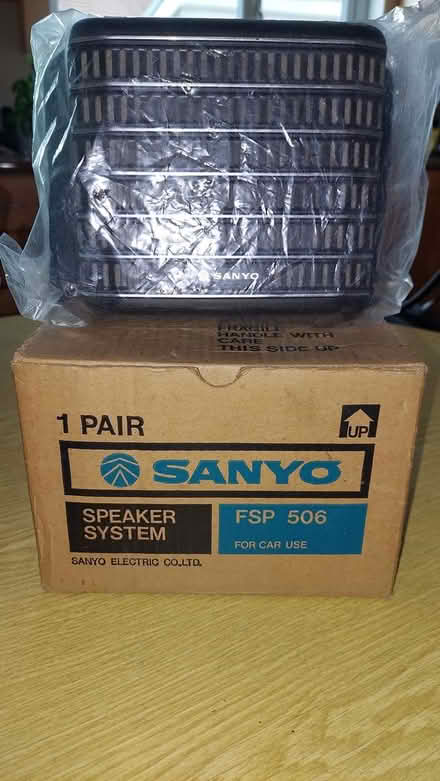 SANYO
FRAGILE
HANDLE WITH
CARE
THIS SIDE UP
1 PAIR
UP
SANYO
SPEAKER
SYSTEM
FSP 506
FOR CAR USE
SANYO ELECTRIC CO.,LTD.